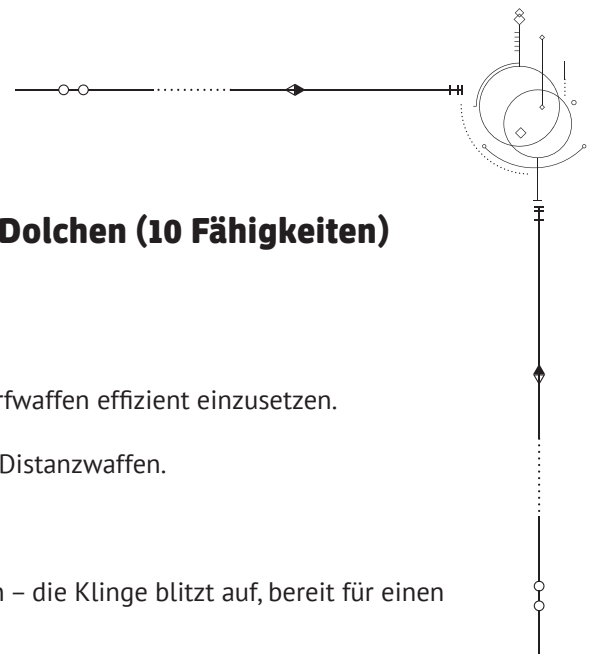 Dolchen (10 Fähigkeiten)
rfwaffen effizient einzusetzen.
Distanzwaffen.
– die Klinge blitzt auf, bereit für einen